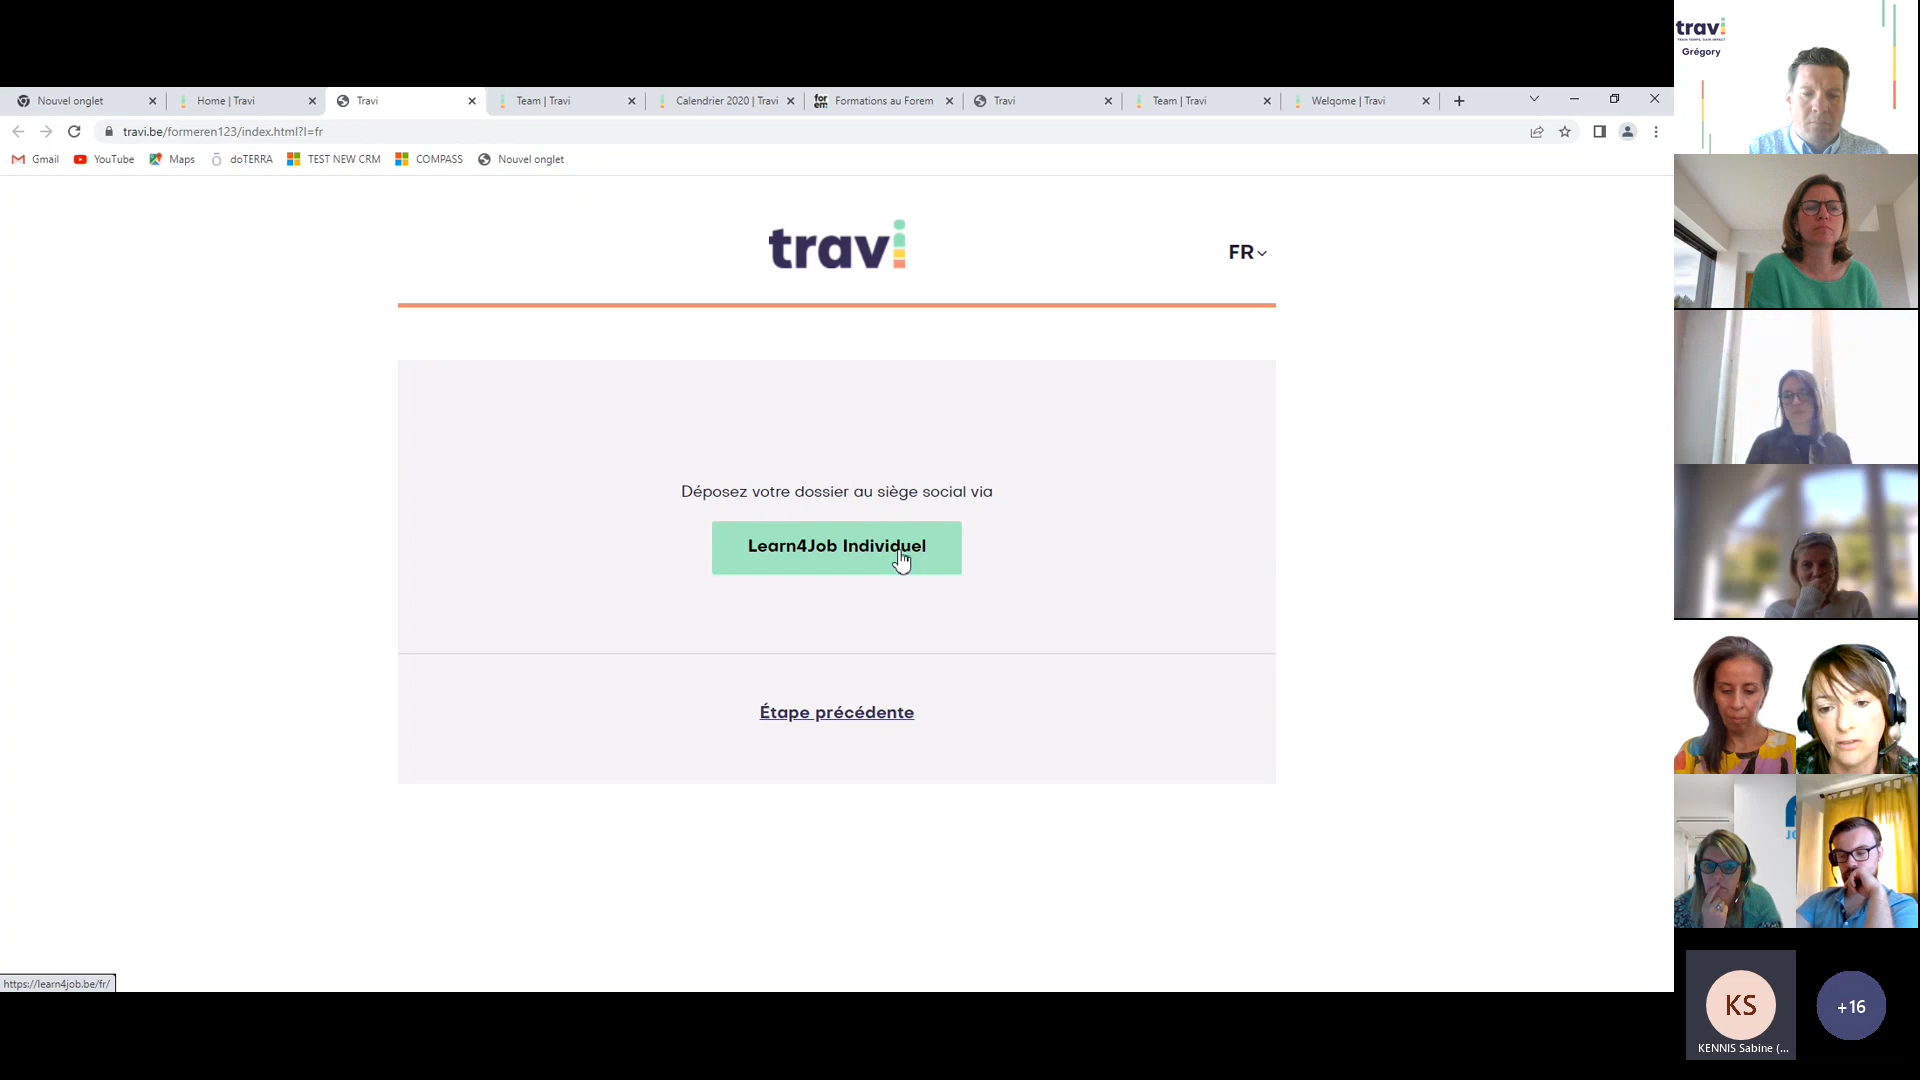 Nouvel onglet
Home | Travi
Travi
Team | Travi
Calendrier 2020 | Travi
Formations au Forem
Travi
Team | Travi
Welqome | Travi
travi.be/formeren123/index.html?l=fr
Gmail
YouTube
Maps
doTERRA
TEST NEW CRM
COMPASS
Nouvel onglet
travi
FR
Déposez votre dossier au siège social via
Learn4Job Individuel
Étape précédente
https://learn4job.be/fr/
travi
Grégory
KS
KENNIS Sabine (...
+16